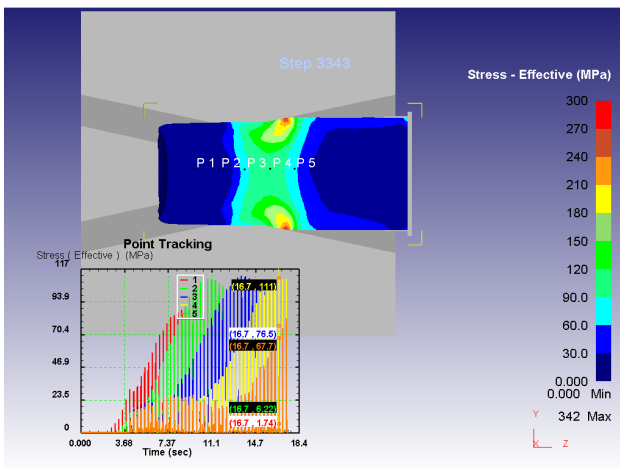 Step 3343
Stress - Effective (MPa)
300
270
240
210
180
150
120
90.0
60.0
30.0
0.000
0.000 Min
342 Max
P 1 P 2 P 3 P 4 P 5
Point Tracking
Stress ( Effective ) (MPa)
117
93.9
70.4
46.9
23.5
0
1
2
3
4
5
(16.7 , 111)
(16.7 , 76.5)
(16.7 , 67.7)
(16.7 , 6.22)
(16.7 , 1.74)
0.000 3.68 7.37 11.1 14.7 18.4
Time (sec)
Y
X Z